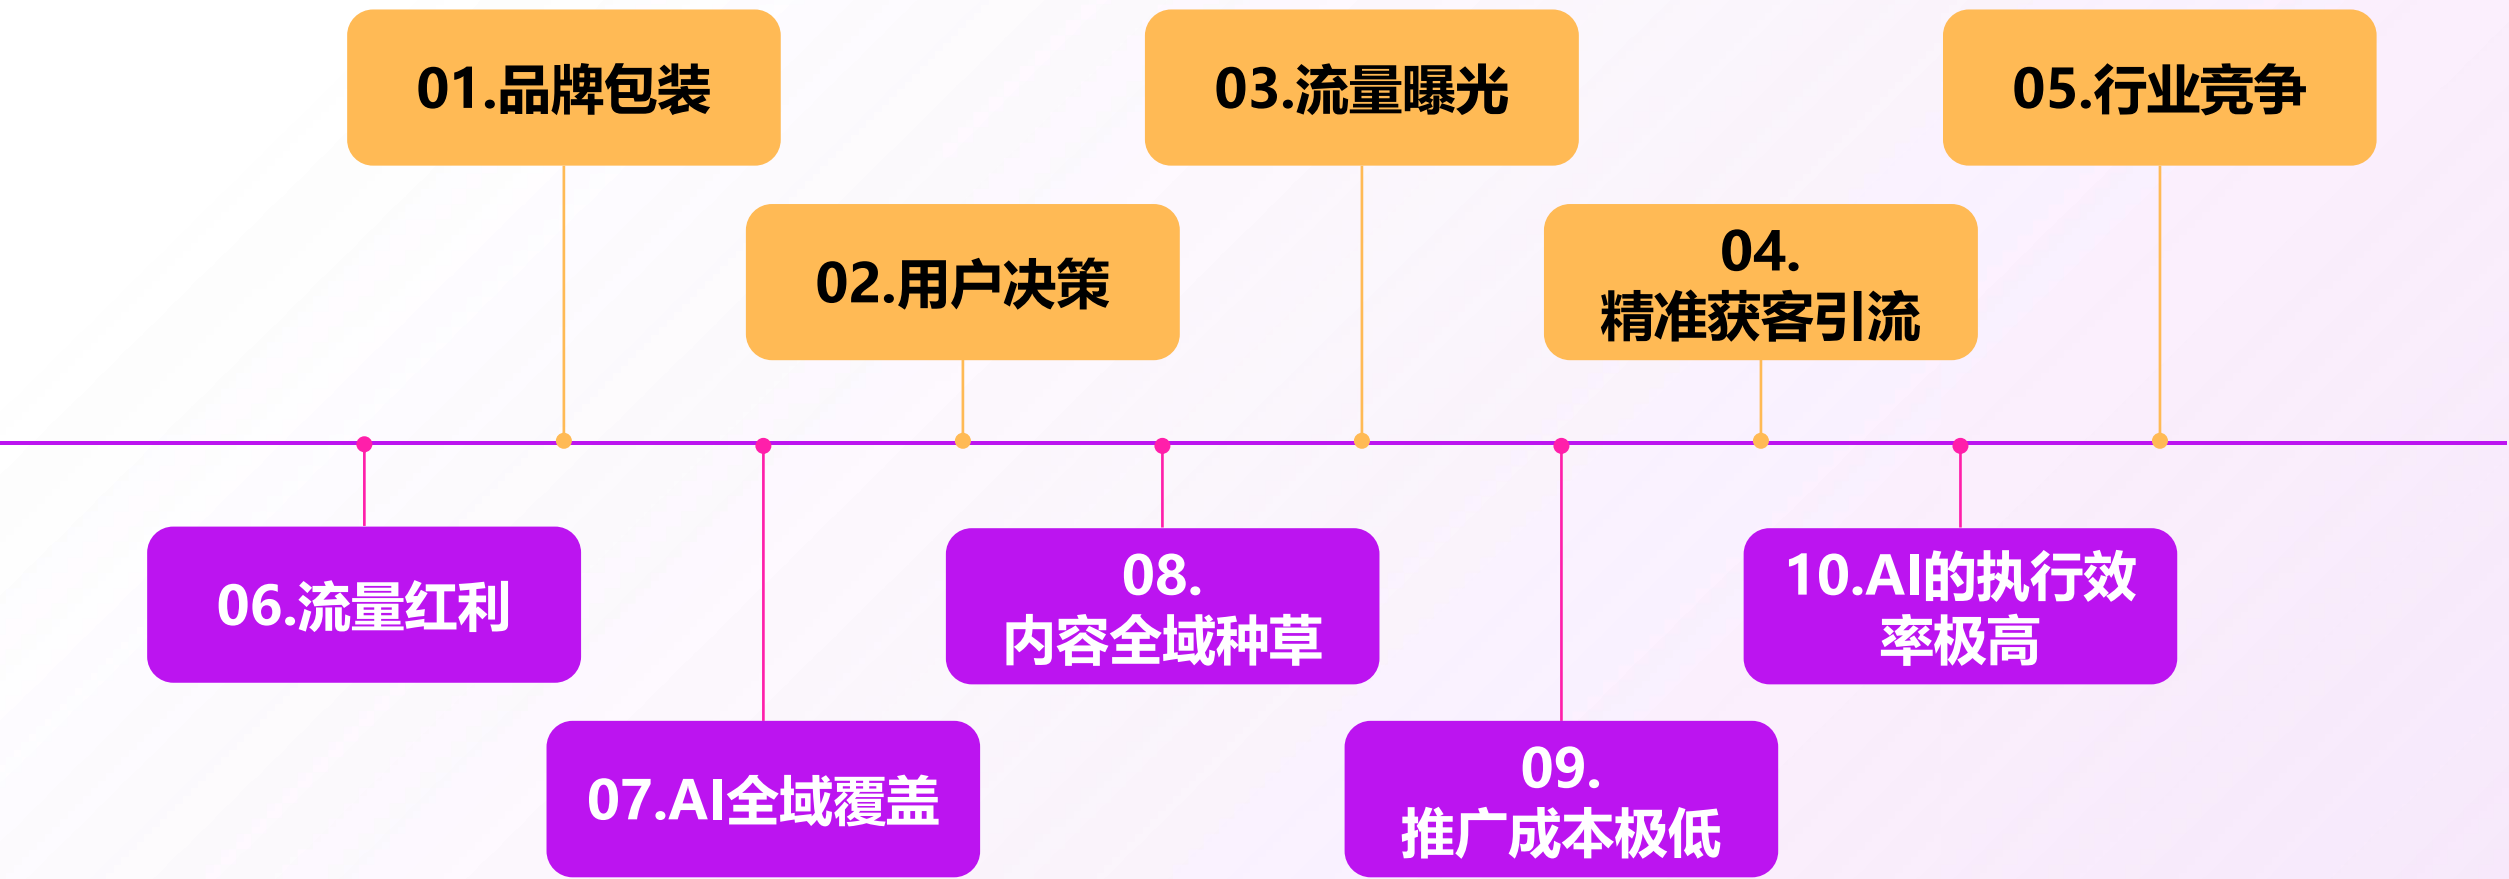 01.品牌包装
02.用户决策
03.流量曝光
04.
精准获客引流
05.行业竞争
06.流量红利
07.AI全域覆盖
08.
内容全域种草
09.
推广成本极低
10.AI的执行效
率极高